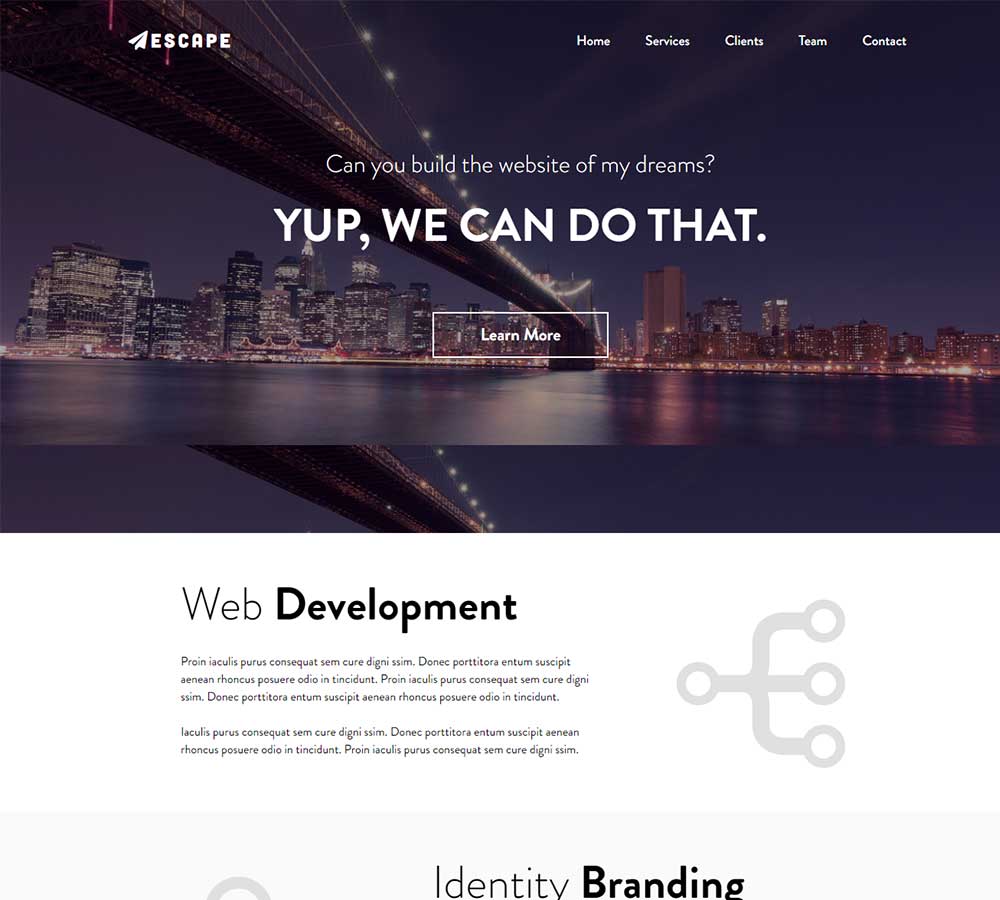 ESCAPE
Home Services Clients Team Contact
Can you build the website of my dreams?
YUP, WE CAN DO THAT.
Learn More
Web Development
Proin iaculis purus consequat sem cure digni ssim. Donec porttitora entum suscipit
aenean rhoncus posuere odio in tincidunt. Proin iaculis purus consequat sem cure digni
ssim. Donec porttitora entum suscipit aenean rhoncus posuere odio in tincidunt.
Iaculis purus consequat sem cure digni ssim. Donec porttitora entum suscipit aenean
rhoncus posuere odio in tincidunt. Proin iaculis purus consequat sem cure digni ssim.
Identity Branding